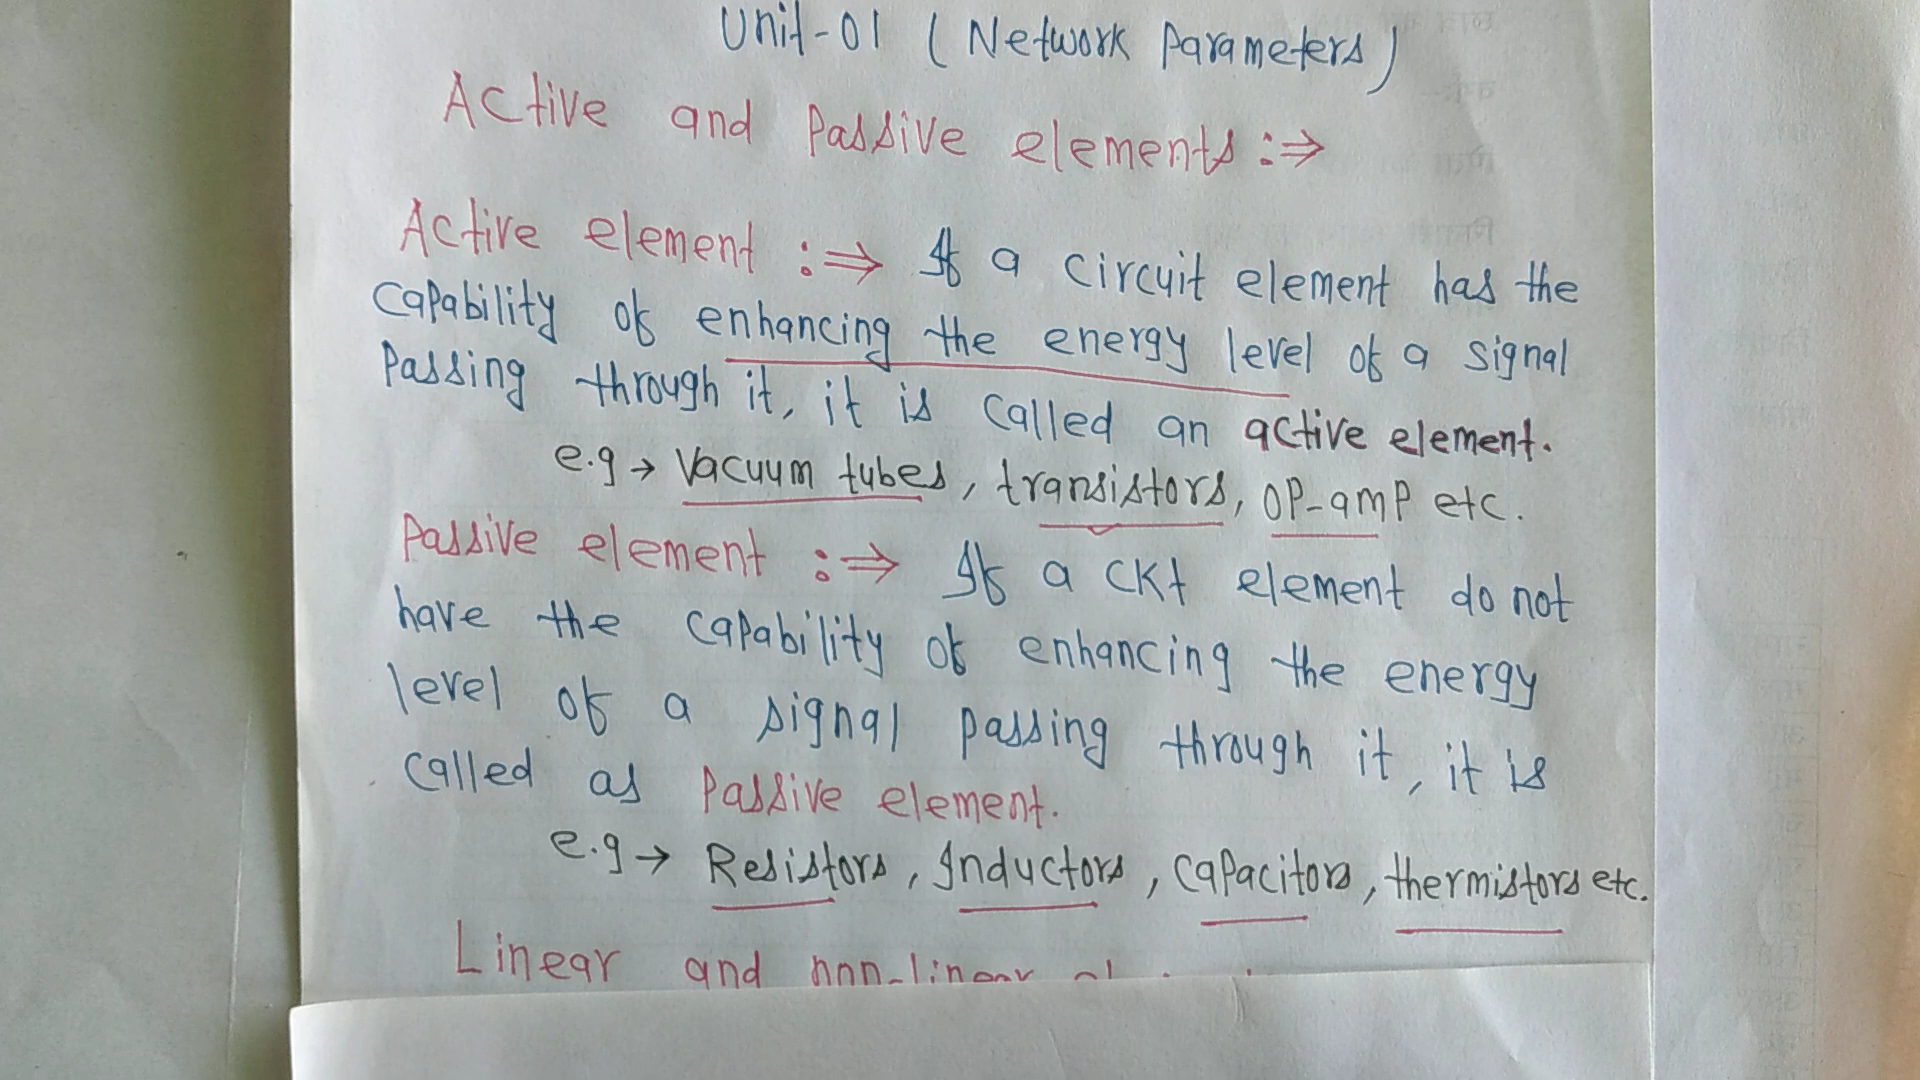 Unit-01 (Network Parameters)
Active and Passive elements :⇒
Active element :⇒ If a circuit element has the
capability of enhancing the energy level of a signal
Passing through it, it is called an active element.
e.g → Vacuum tubes, transistors, OP-amp etc.
Passive element :⇒ If a ckt element do not
have the capability of enhancing the energy
level of a signal passing through it, it is
called as Passive element.
e.g → Resistors, Inductors, capacitors, thermistors etc.
Linear and non-linear